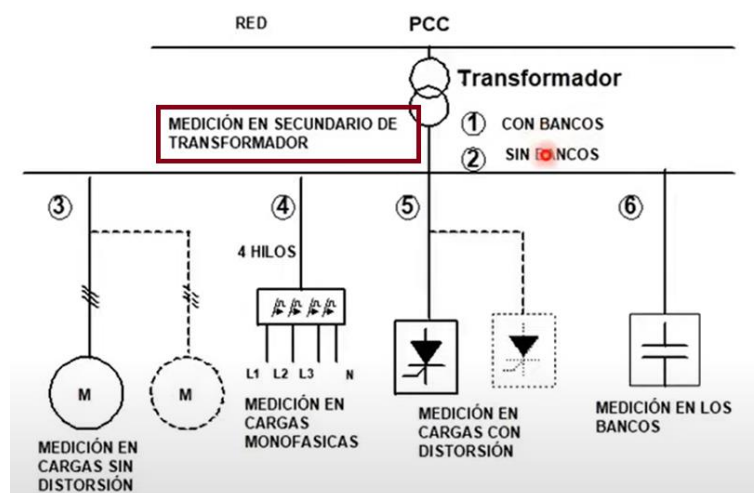 RED
PCC
Transformador
MEDICIÓN EN SECUNDARIO DE
TRANSFORMADOR
1 CON BANCOS
2 SIN BANCOS
3
4
5
6
4 HILOS
L1 L2 L3 N
M
M
MEDICIÓN EN
CARGAS SIN
DISTORSIÓN
MEDICIÓN EN
CARGAS
MONOFASICAS
MEDICIÓN EN
CARGAS CON
DISTORSIÓN
MEDICIÓN EN LOS
BANCOS